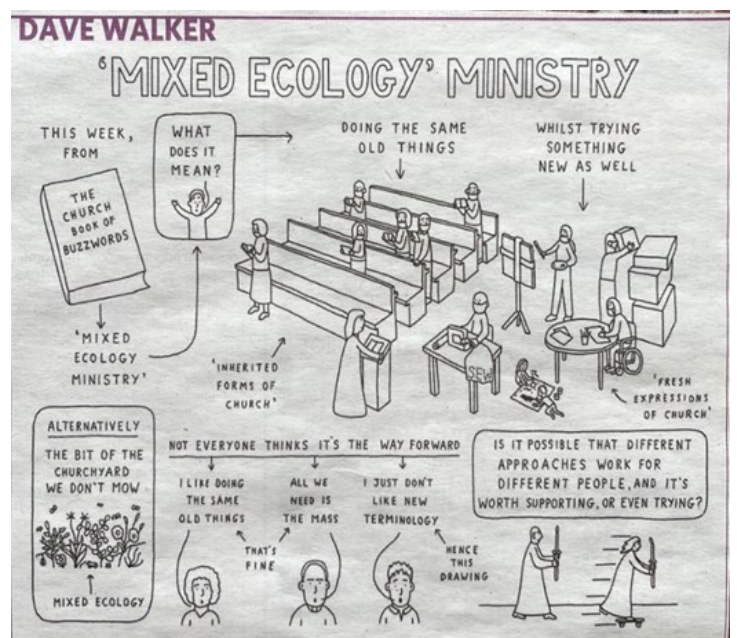 DAVE WALKER
'MIXED ECOLOGY' MINISTRY
THIS WEEK,
FROM
THE
CHURCH
BOOK OF
BUZZWORDS
'MIXED
ECOLOGY
MINISTRY'
WHAT
DOES IT
MEAN?
DOING THE SAME
OLD THINGS
WHILST TRYING
SOMETHING
NEW AS WELL
'INHERITED
FORMS OF
CHURCH'
SEW
'FRESH
EXPRESSIONS
OF CHURCH'
ALTERNATIVELY
THE BIT OF THE
CHURCHYARD
WE DON'T MOW
MIXED ECOLOGY
NOT EVERYONE THINKS IT'S THE WAY FORWARD
I LIKE DOING
THE SAME
OLD THINGS
ALL WE
NEED IS
THE MASS
I JUST DON'T
LIKE NEW
TERMINOLOGY
THAT'S
FINE
HENCE
THIS
DRAWING
IS IT POSSIBLE THAT DIFFERENT
APPROACHES WORK FOR
DIFFERENT PEOPLE, AND IT'S
WORTH SUPPORTING, OR EVEN TRYING?